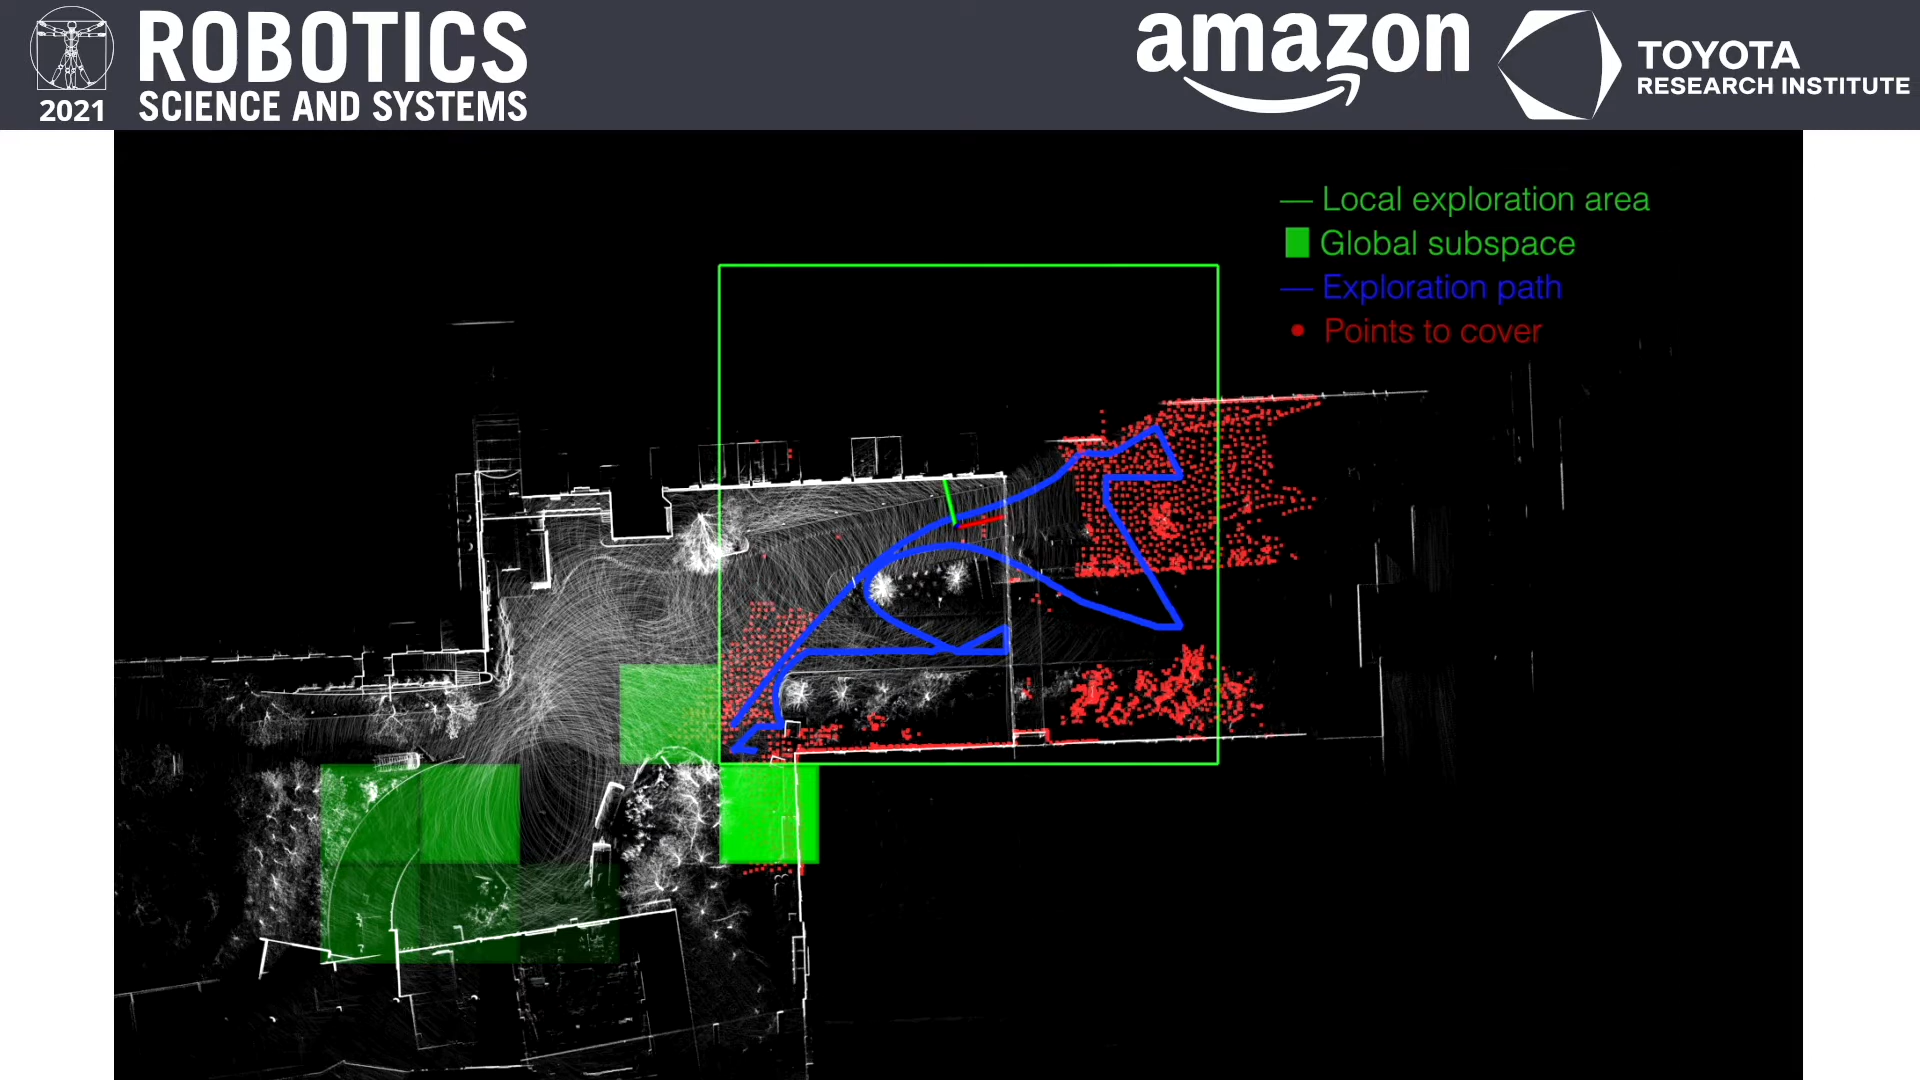 ROBOTICS
SCIENCE AND SYSTEMS
2021
amazon
TOYOTA
RESEARCH INSTITUTE
Local exploration area
Global subspace
Exploration path
Points to cover